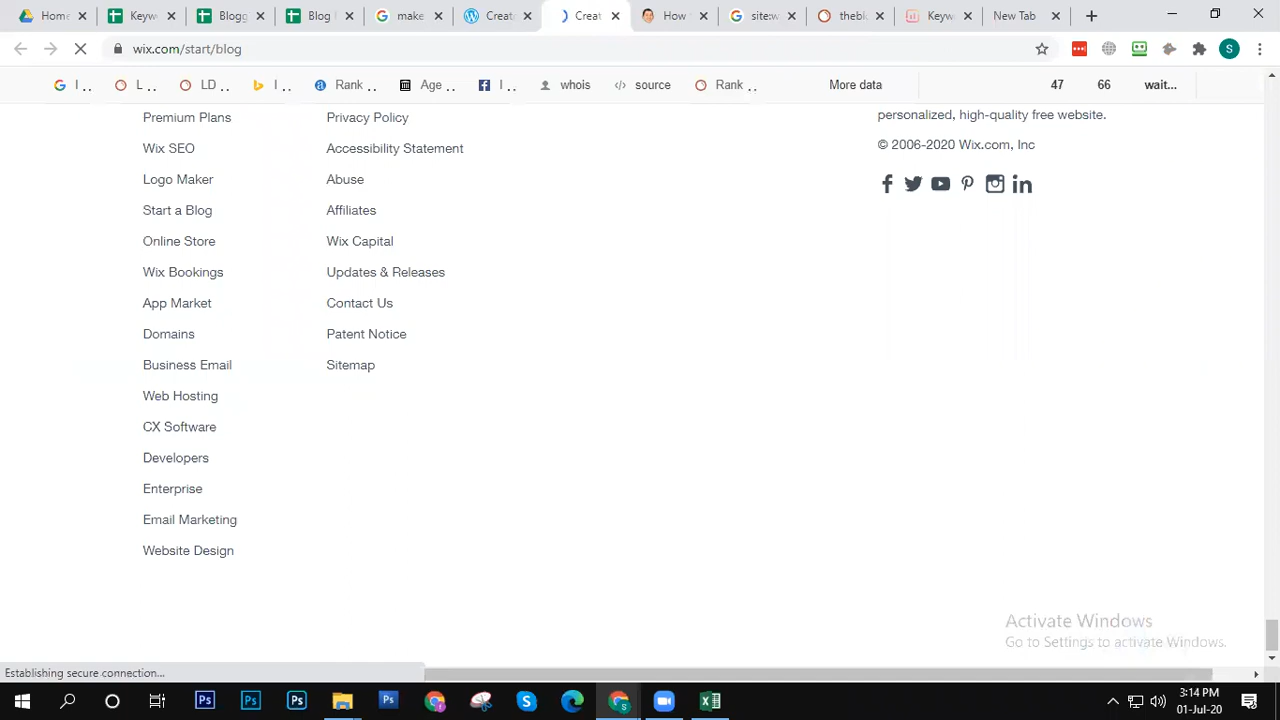 Home
Keyw
Blogg
Blog
make
Creat
Creat
How
site:w
thebl
Keyw
New Tab
wix.com/start/blog
S
I ..
L ..
LD ..
I ..
Rank ..
Age ..
I ..
whois
source
Rank ..
More data
47
66
wait...
Premium Plans
Wix SEO
Logo Maker
Start a Blog
Online Store
Wix Bookings
App Market
Domains
Business Email
Web Hosting
CX Software
Developers
Enterprise
Email Marketing
Website Design
Privacy Policy
Accessibility Statement
Abuse
Affiliates
Wix Capital
Updates & Releases
Contact Us
Patent Notice
Sitemap
personalized, high-quality free website.
© 2006-2020 Wix.com, Inc
Activate Windows
Go to Settings to activate Windows.
Establishing secure connection...
3:14 PM
01-Jul-20